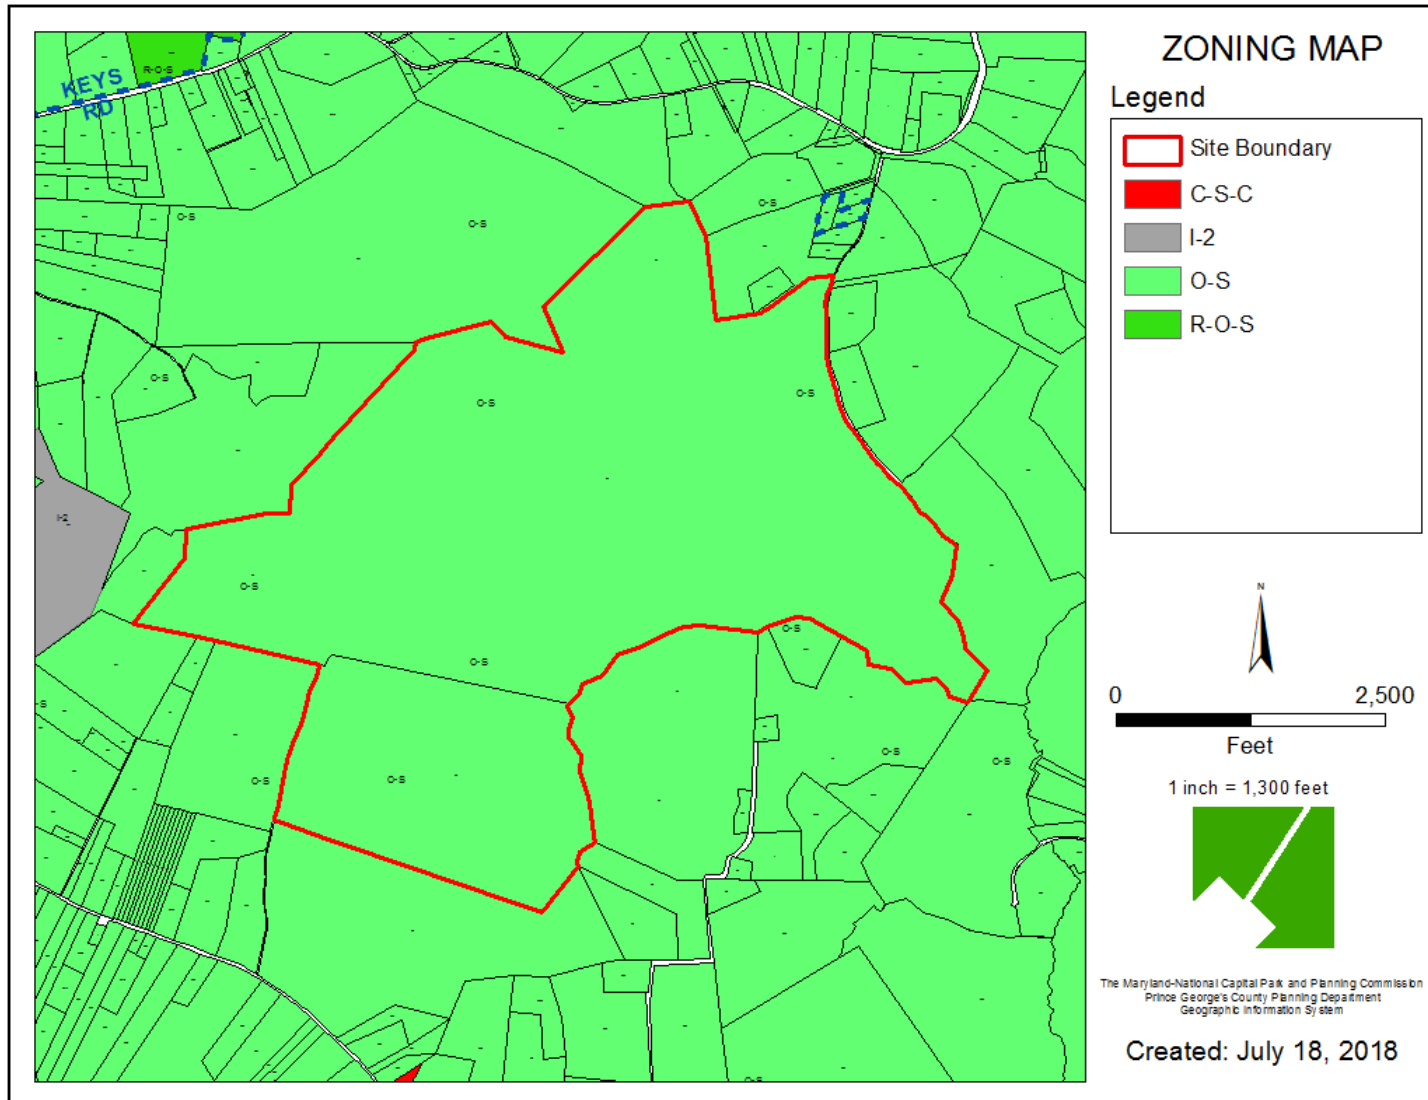 ZONING MAP
Legend
Site Boundary
C-S-C
I-2
O-S
R-O-S
N
0 2,500
Feet
1 inch = 1,300 feet
The Maryland-National Capital Park and Planning Commission
Prince George's County Planning Department
Geographic Information System
Created: July 18, 2018
R-O-S
KEYS
RD
O-S
O-S
O-S
O-S
O-S
O-S
I-2
O-S
O-S
O-S
-S
O-S
O-S
O-S
O-S
O-S